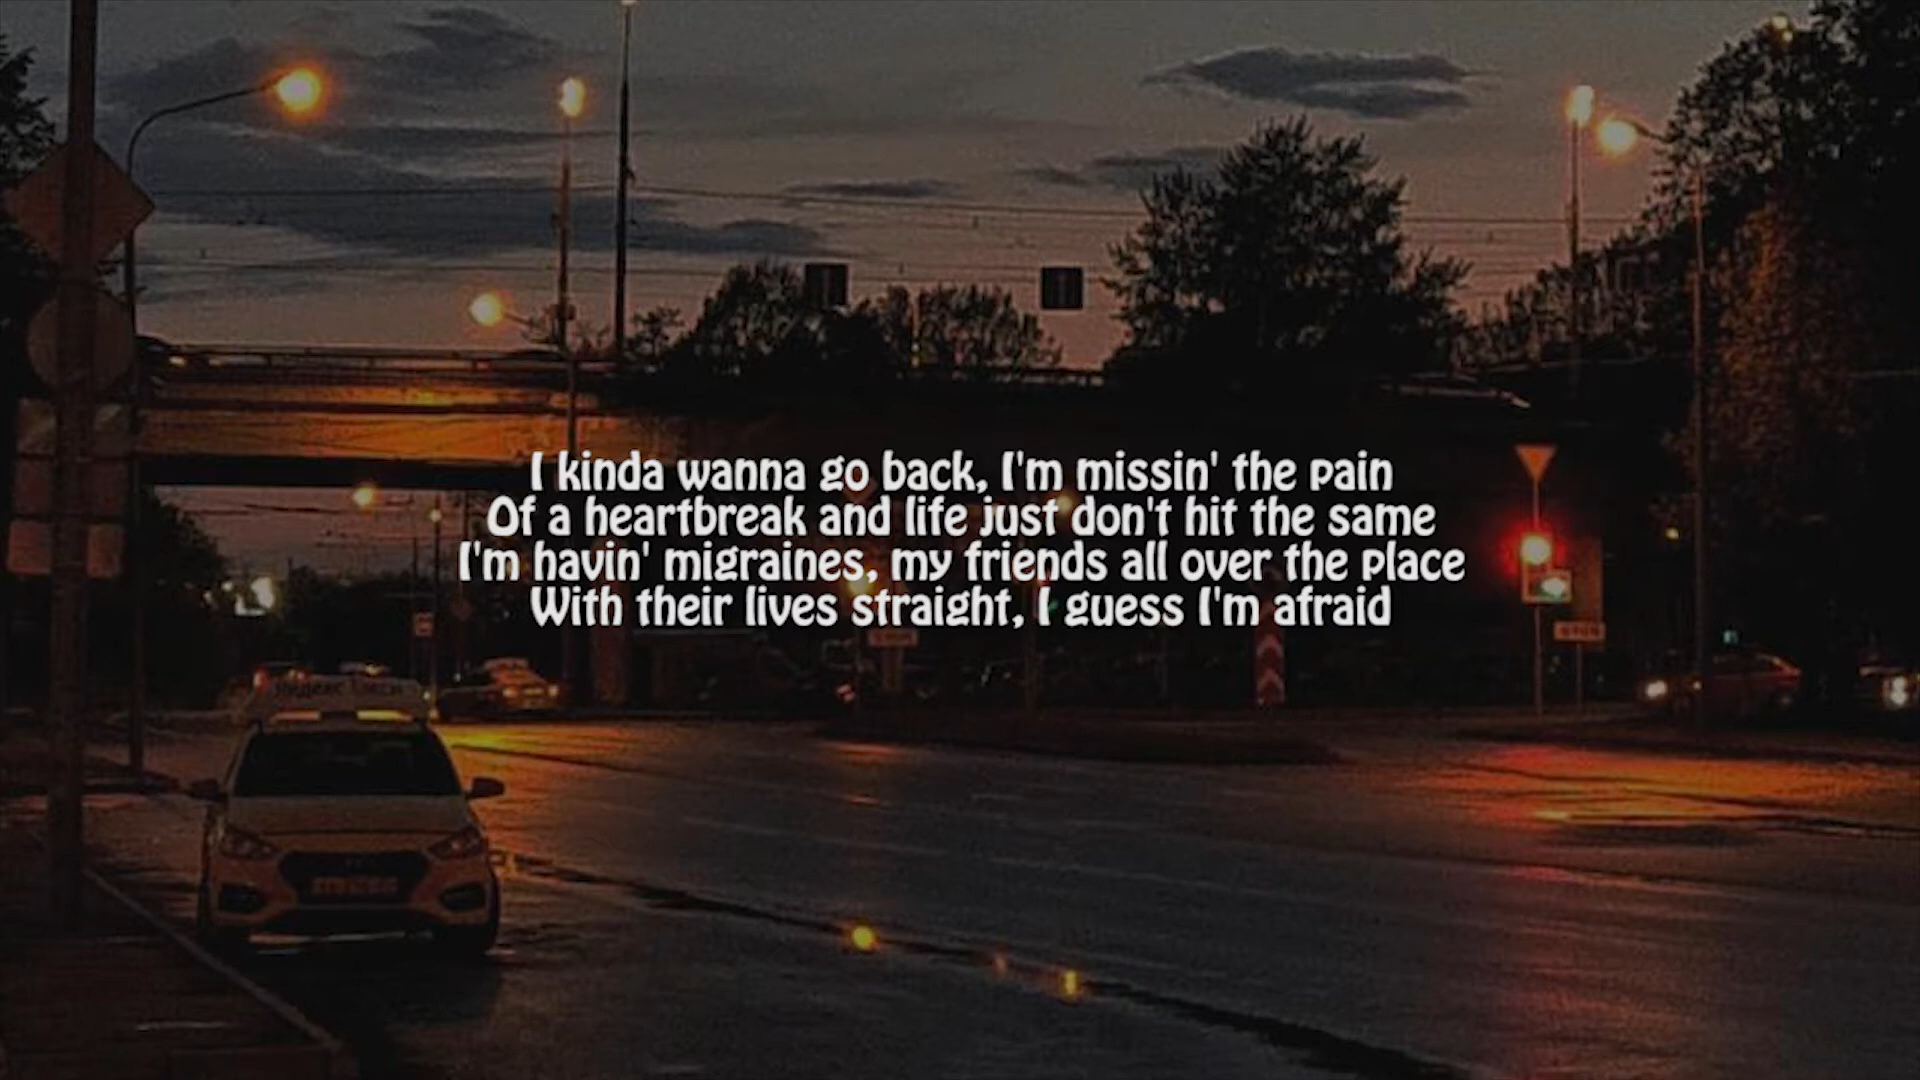 I kinda wanna go back, I'm missin' the pain
Of a heartbreak and life just don't hit the same
I'm havin' migraines, my friends all over the place
With their lives straight, I guess I'm afraid